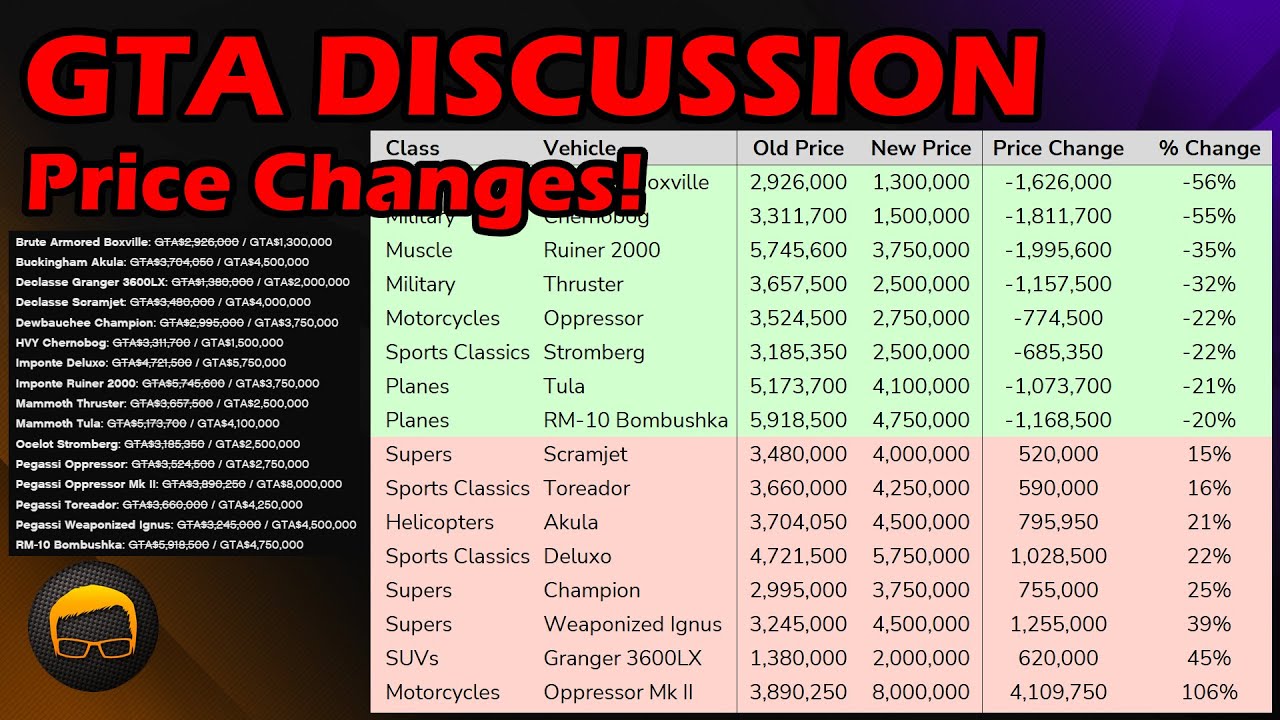 GTA DISCUSSION
Price Changes!
Brute Armored Boxville: GTA$2,926,000 / GTA$1,300,000
Buckingham Akula: GTA$3,704,050 / GTA$4,500,000
Declasse Granger 3600LX: GTA$1,380,000 / GTA$2,000,000
Declasse Scramjet: GTA$3,480,000 / GTA$4,000,000
Dewbauchee Champion: GTA$2,995,000 / GTA$3,750,000
HVY Chernobog: GTA$3,311,700 / GTA$1,500,000
Imponte Deluxo: GTA$4,721,500 / GTA$5,750,000
Imponte Ruiner 2000: GTA$5,745,600 / GTA$3,750,000
Mammoth Thruster: GTA$3,657,500 / GTA$2,500,000
Mammoth Tula: GTA$5,173,700 / GTA$4,100,000
Ocelot Stromberg: GTA$3,185,350 / GTA$2,500,000
Pegassi Oppressor: GTA$3,524,500 / GTA$2,750,000
Pegassi Oppressor Mk II: GTA$3,890,250 / GTA$8,000,000
Pegassi Toreador: GTA$3,660,000 / GTA$4,250,000
Pegassi Weaponized Ignus: GTA$3,245,000 / GTA$4,500,000
RM-10 Bombushka: GTA$5,918,500 / GTA$4,750,000
Class Vehicle Old Price New Price Price Change % Change
Boxville 2,926,000 1,300,000 -1,626,000 -56%
Military Chernobog 3,311,700 1,500,000 -1,811,700 -55%
Muscle Ruiner 2000 5,745,600 3,750,000 -1,995,600 -35%
Military Thruster 3,657,500 2,500,000 -1,157,500 -32%
Motorcycles Oppressor 3,524,500 2,750,000 -774,500 -22%
Sports Classics Stromberg 3,185,350 2,500,000 -685,350 -22%
Planes Tula 5,173,700 4,100,000 -1,073,700 -21%
Planes RM-10 Bombushka 5,918,500 4,750,000 -1,168,500 -20%
Supers Scramjet 3,480,000 4,000,000 520,000 15%
Sports Classics Toreador 3,660,000 4,250,000 590,000 16%
Helicopters Akula 3,704,050 4,500,000 795,950 21%
Sports Classics Deluxo 4,721,500 5,750,000 1,028,500 22%
Supers Champion 2,995,000 3,750,000 755,000 25%
Supers Weaponized Ignus 3,245,000 4,500,000 1,255,000 39%
SUVs Granger 3600LX 1,380,000 2,000,000 620,000 45%
Motorcycles Oppressor Mk II 3,890,250 8,000,000 4,109,750 106%